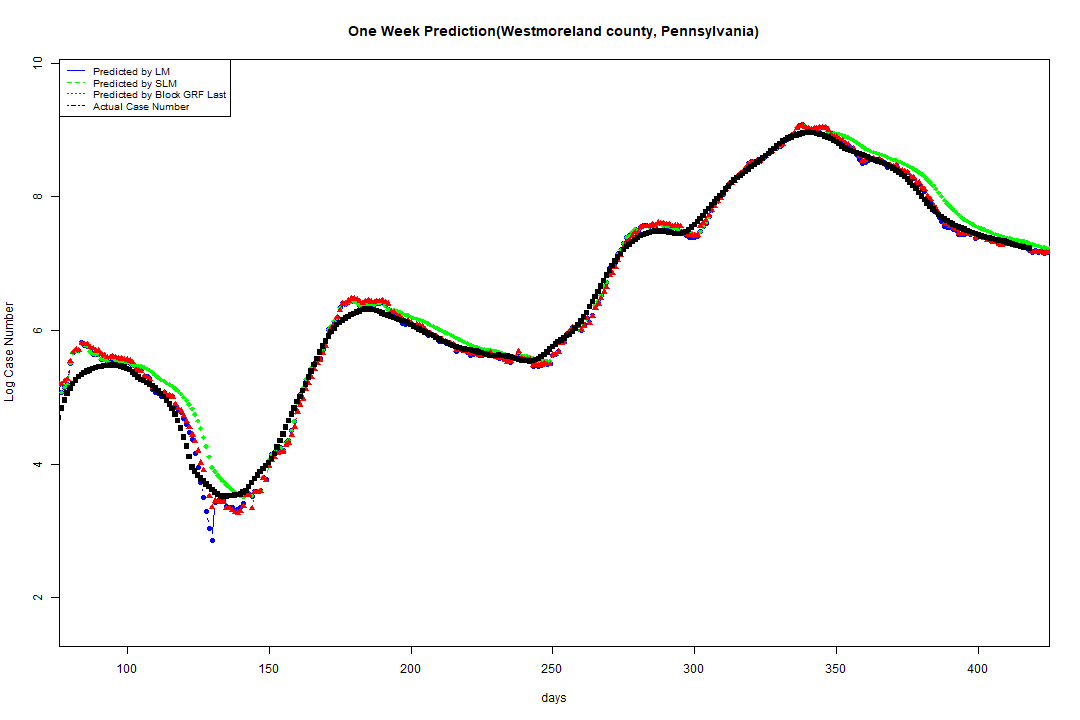 One Week Prediction(Westmoreland county, Pennsylvania)
Predicted by LM
Predicted by SLM
Predicted by Block GRF Last
Actual Case Number
10
8
6
4
2
Log Case Number
100 150 200 250 300 350 400
days